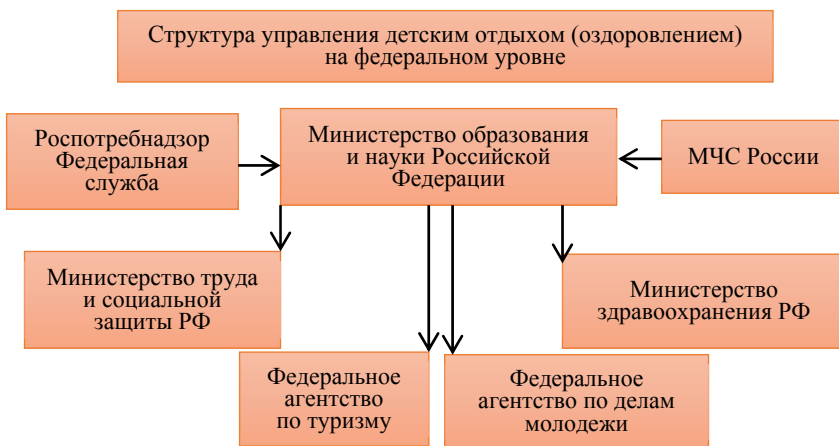 Структура управления детским отдыхом (оздоровлением)
на федеральном уровне
Роспотребнадзор
Федеральная
служба
Министерство образования
и науки Российской
Федерации
МЧС России
Министерство труда
и социальной
защиты РФ
Министерство
здравоохранения РФ
Федеральное
агентство
по туризму
Федеральное
агентство по делам
молодежи